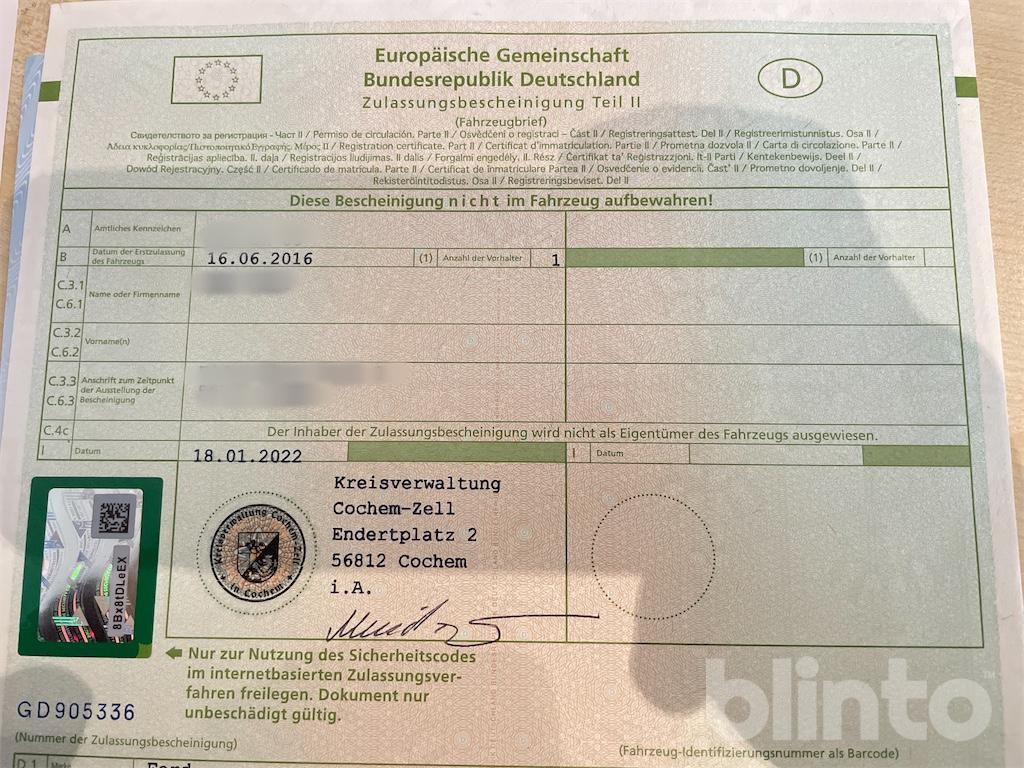 Europäische Gemeinschaft
Bundesrepublik Deutschland
D
Zulassungsbescheinigung Teil II
(Fahrzeugbrief)
Свидетелството за регистрация - Част II / Permiso de circulación. Parte II / Osvědčení o registraci – Část II / Registreringsattest. Del II / Registreerimistunnistus. Osa II /
Άδεια κυκλοφορίας/Πιστοποιητικό Εγγραφής. Μέρος II / Registration certificate. Part II / Certificat d'immatriculation. Partie II / Prometna dozvola II / Carta di circolazione. Parte II /
Reģistrācijas apliecība. II. daļa / Registracijos liudijimas. II dalis / Forgalmi engedély. II. Rész / Ċertifikat ta' Reġistrazzjoni. It-II Parti / Kentekenbewijs. Deel II /
Dowód Rejestracyjny. Część II / Certificado de matrícula. Parte II / Certificat de înmatriculare Partea II / Osvedčenie o evidencii. Časť II / Prometno dovoljenje. Del II /
Rekisteröintitodistus. Osa II / Registreringsbeviset. Del II
Diese Bescheinigung nicht im Fahrzeug aufbewahren!
A Amtliches Kennzeichen
B Datum der Erstzulassung des Fahrzeugs 16.06.2016 (1) Anzahl der Vorhalter 1 (1) Anzahl der Vorhalter
C.3.1
C.6.1 Name oder Firmenname
C.3.2
C.6.2 Vorname(n)
C.3.3
C.6.3 Anschrift zum Zeitpunkt der Ausstellung der Bescheinigung
C.4c Der Inhaber der Zulassungsbescheinigung wird nicht als Eigentümer des Fahrzeugs ausgewiesen.
I Datum 18.01.2022 I Datum
Kreisverwaltung
Cochem-Zell
Endertplatz 2
56812 Cochem
i.A.
Kreisverwaltung Cochem-Zell
in Cochem
8Bx8tDLeEX
Nur zur Nutzung des Sicherheitscodes
im internetbasierten Zulassungsver-
fahren freilegen. Dokument nur
unbeschädigt gültig.
GD905336
(Nummer der Zulassungsbescheinigung)
(Fahrzeug-Identifizierungsnummer als Barcode)
D.1 Marke Ford
blinto™